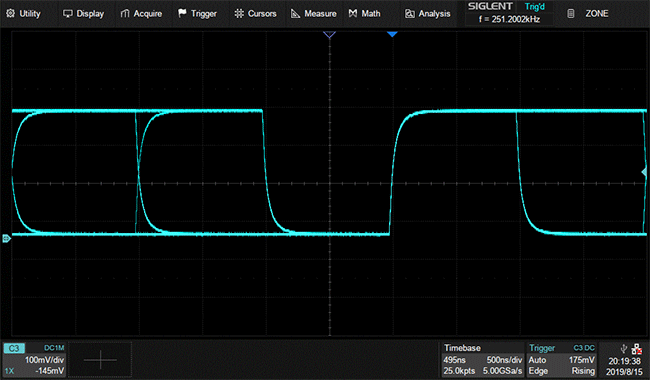 Utility Display Acquire Trigger Cursors Measure Math Analysis SIGLENT Trig'd ZONE
f = 251.2002kHz
C3 DC1M
100mV/div
1X -145mV
Timebase
495ns 500ns/div
25.0kpts 5.00GSa/s
Trigger C3 DC
Auto 175mV
Edge Rising
20:19:38
2019/8/15